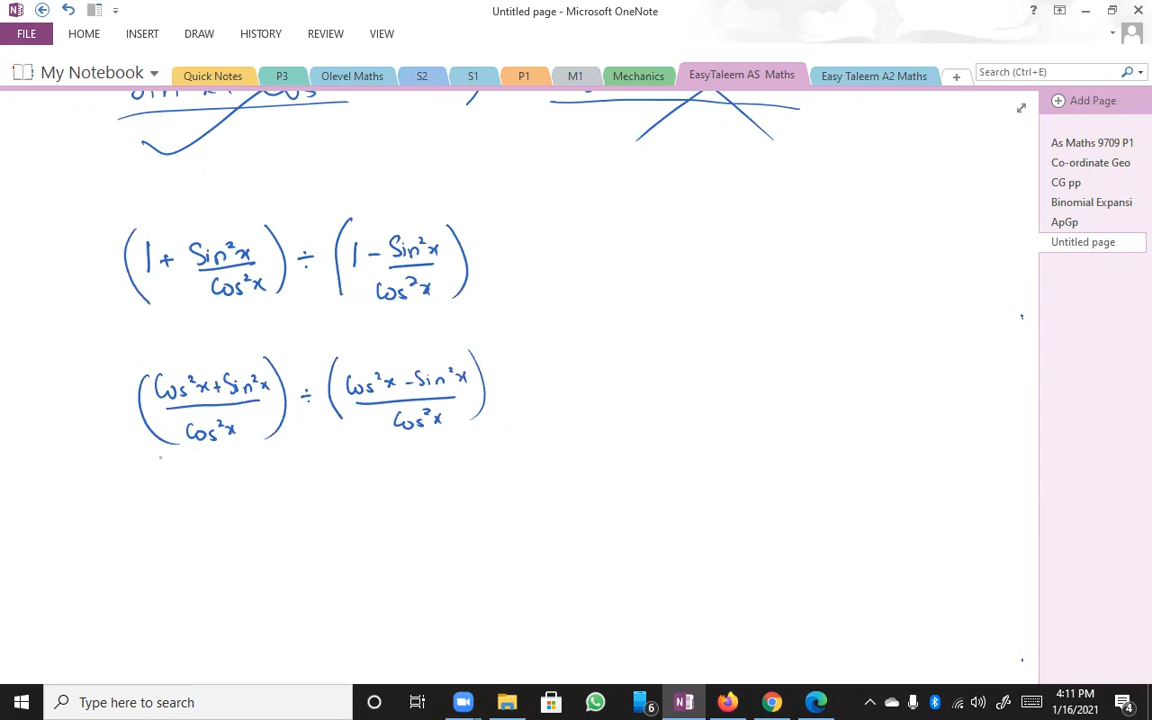 Untitled page - Microsoft OneNote
FILE HOME INSERT DRAW HISTORY REVIEW VIEW
My Notebook Quick Notes P3 Olevel Maths S2 S1 P1 M1 Mechanics EasyTaleem AS Maths Easy Taleem A2 Maths Search (Ctrl+E)
Add Page
As Maths 9709 P1
Co-ordinate Geo
CG pp
Binomial Expansi
ApGp
Untitled page
(1 + Sin²x/Cos²x) ÷ (1 - Sin²x/Cos²x)
(Cos²x+Sin²x/Cos²x) ÷ (Cos²x - Sin²x/Cos²x)
Type here to search 6 4:11 PM
1/16/2021 4